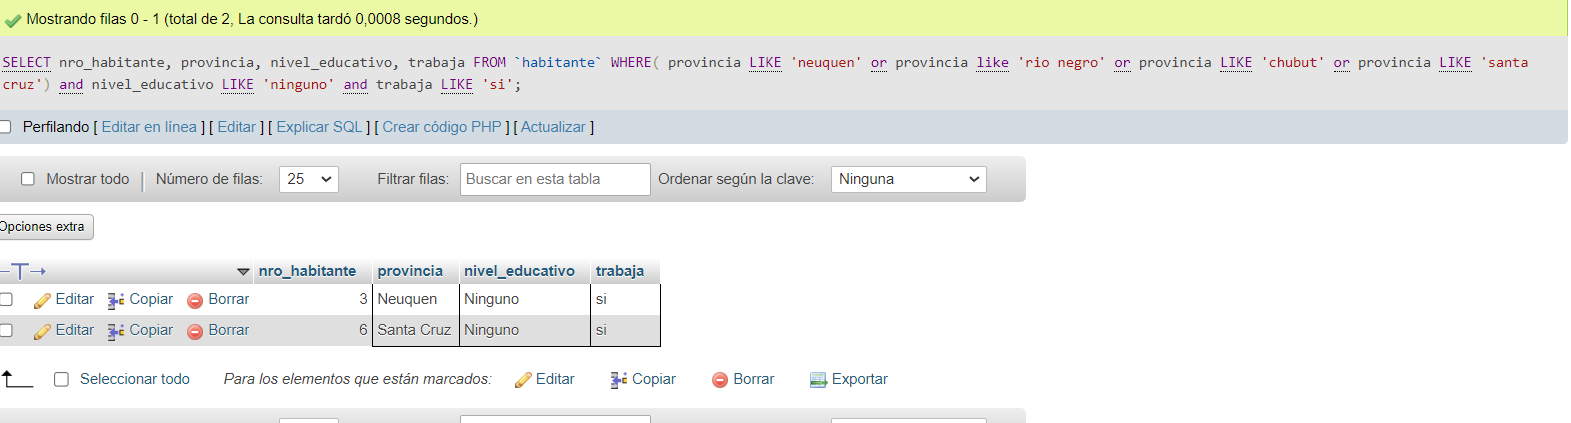 Mostrando filas 0 - 1 (total de 2, La consulta tardó 0,0008 segundos.)
SELECT nro_habitante, provincia, nivel_educativo, trabaja FROM `habitante` WHERE( provincia LIKE 'neuquen' or provincia like 'rio negro' or provincia LIKE 'chubut' or provincia LIKE 'santa
cruz') and nivel_educativo LIKE 'ninguno' and trabaja LIKE 'si';
Perfilando [ Editar en línea ] [ Editar ] [ Explicar SQL ] [ Crear código PHP ] [ Actualizar ]
Mostrar todo Número de filas: 25 Filtrar filas: Buscar en esta tabla Ordenar según la clave: Ninguna
Opciones extra
nro_habitante provincia nivel_educativo trabaja
Editar Copiar Borrar 3 Neuquen Ninguno si
Editar Copiar Borrar 6 Santa Cruz Ninguno si
Seleccionar todo Para los elementos que están marcados: Editar Copiar Borrar Exportar